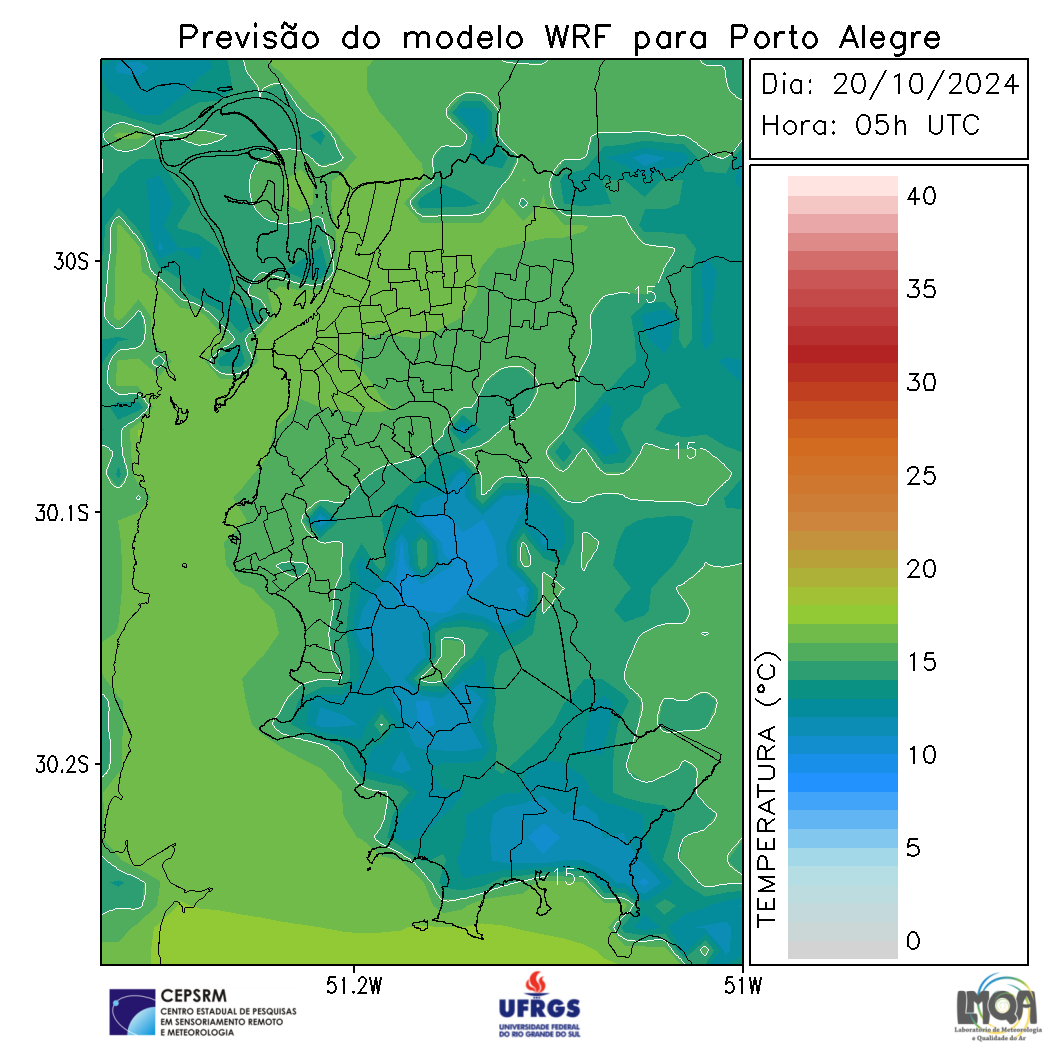 Previsão do modelo WRF para Porto Alegre
Dia: 20/10/2024
Hora: 05h UTC
30S
30.1S
30.2S
51.2W
51W
15
15
15
TEMPERATURA (°C)
40
35
30
25
20
15
10
5
0
CEPSRM
CENTRO ESTADUAL DE PESQUISAS
EM SENSORIAMENTO REMOTO
E METEOROLOGIA
UFRGS
UNIVERSIDADE FEDERAL
DO RIO GRANDE DO SUL
LMQA
Laboratório de Meteorologia
e Qualidade do Ar